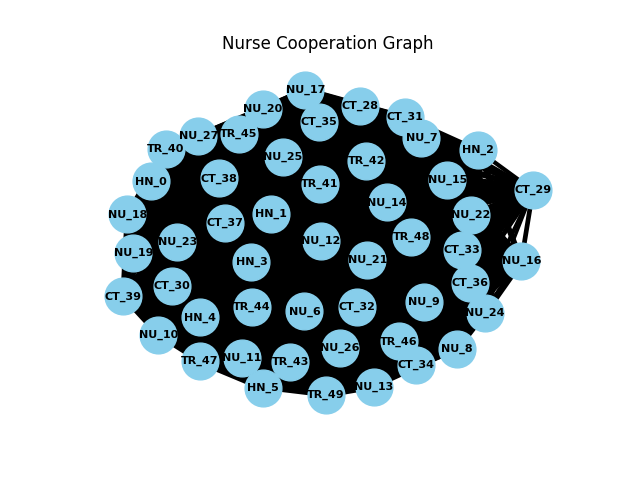 Nurse Cooperation Graph
NU_17
NU_20
CT_28
CT_31
CT_35
NU_27
TR_45
NU_7
TR_40
HN_2
NU_25
TR_42
HN_0
CT_38
TR_41
NU_15
CT_29
NU_14
NU_18
HN_1
NU_22
CT_37
NU_23
NU_12
TR_48
NU_19
CT_33
HN_3
NU_21
NU_16
CT_30
CT_36
CT_39
NU_9
TR_44
CT_32
NU_6
NU_24
HN_4
NU_10
TR_46
NU_26
NU_8
TR_47
NU_11
TR_43
CT_34
HN_5
NU_13
TR_49